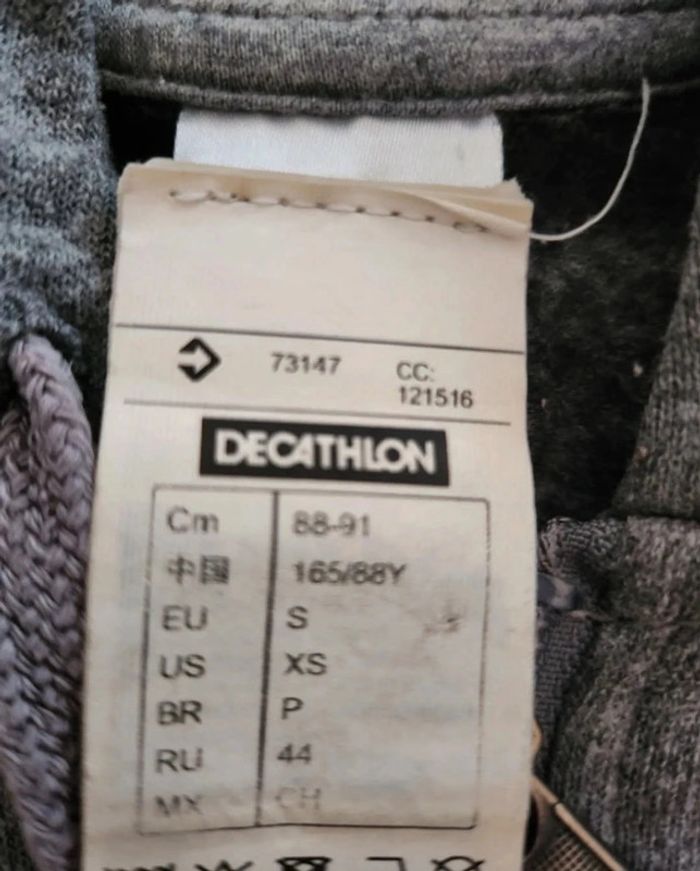 73147
CC:
121516
DECATHLON
Cm 88-91
中国 165/88Y
EU S
US XS
BR P
RU 44
MX CH